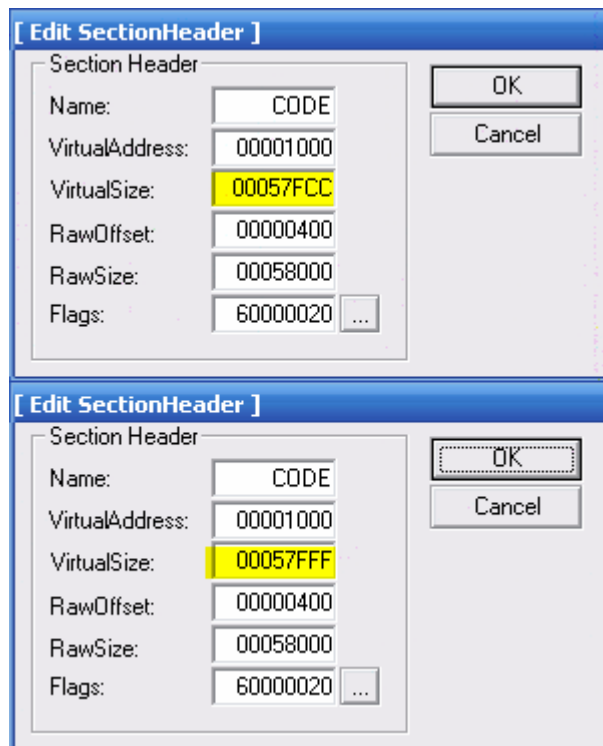 [ Edit SectionHeader ]
Section Header
Name: CODE
VirtualAddress: 00001000
VirtualSize: 00057FCC
RawOffset: 00000400
RawSize: 00058000
Flags: 60000020 ...
OK
Cancel
[ Edit SectionHeader ]
Section Header
Name: CODE
VirtualAddress: 00001000
VirtualSize: 00057FFF
RawOffset: 00000400
RawSize: 00058000
Flags: 60000020 ...
OK
Cancel